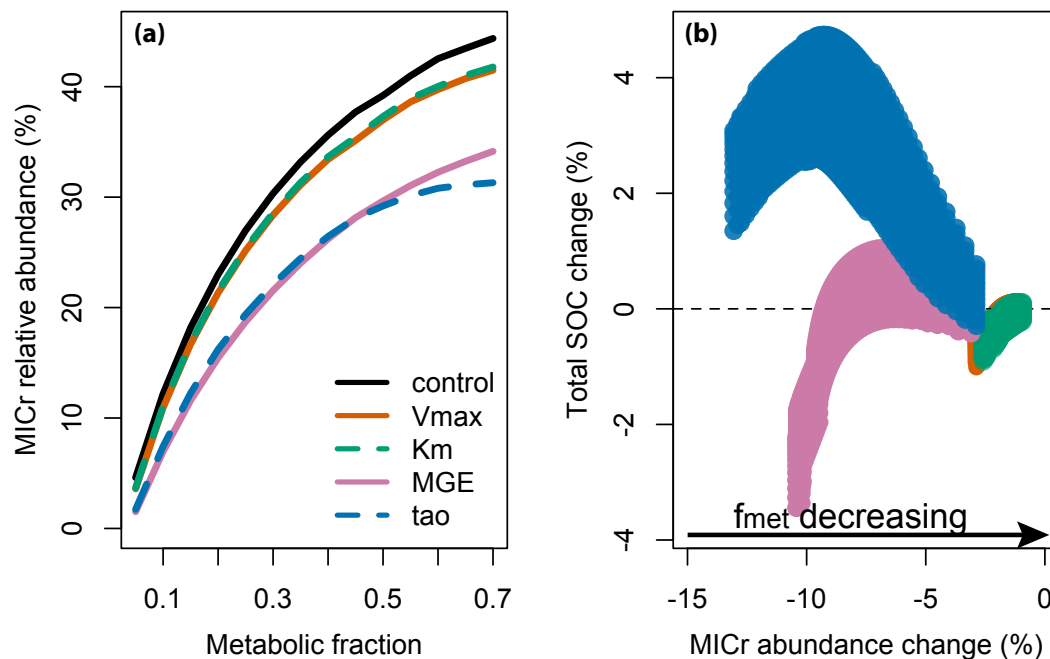 (a)
MICr relative abundance (%)
40
30
20
10
0
control
Vmax
Km
MGE
tao
0.1 0.3 0.5 0.7
Metabolic fraction
(b)
Total SOC change (%)
4
2
0
-2
-4
fmet decreasing
-15 -10 -5 0
MICr abundance change (%)